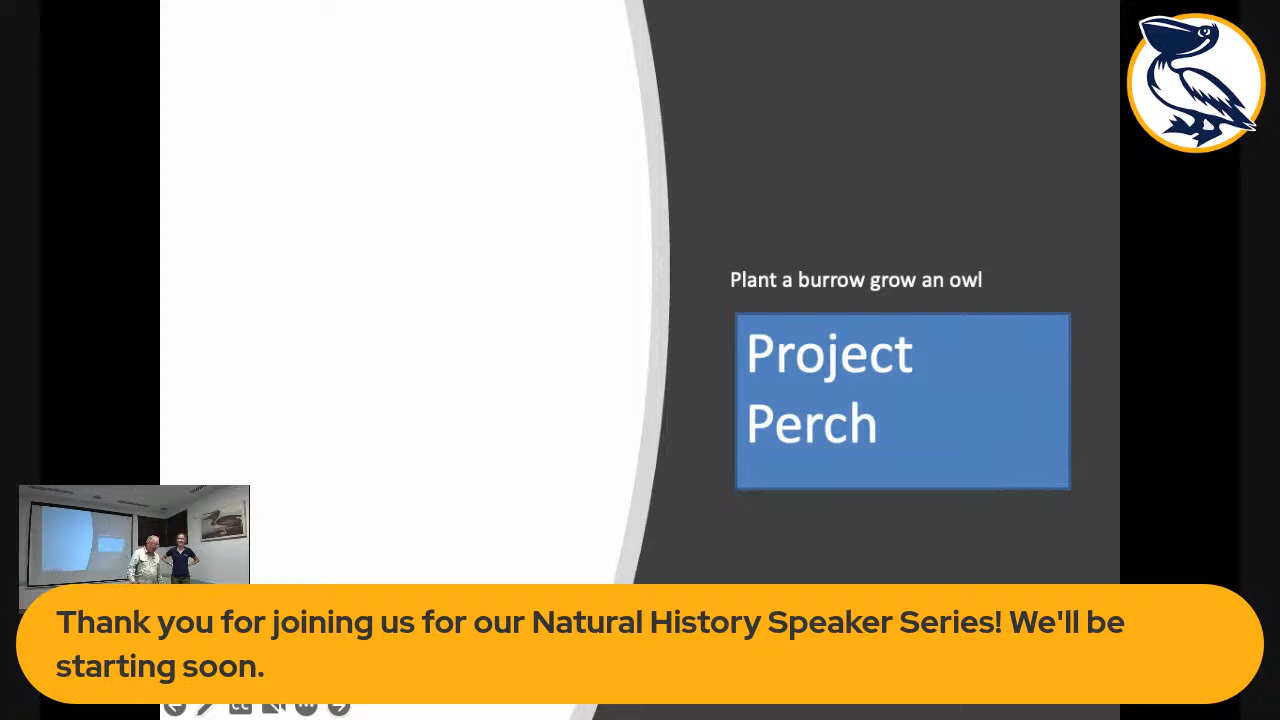 Plant a burrow grow an owl
Project
Perch
Thank you for joining us for our Natural History Speaker Series! We'll be
starting soon.
CC